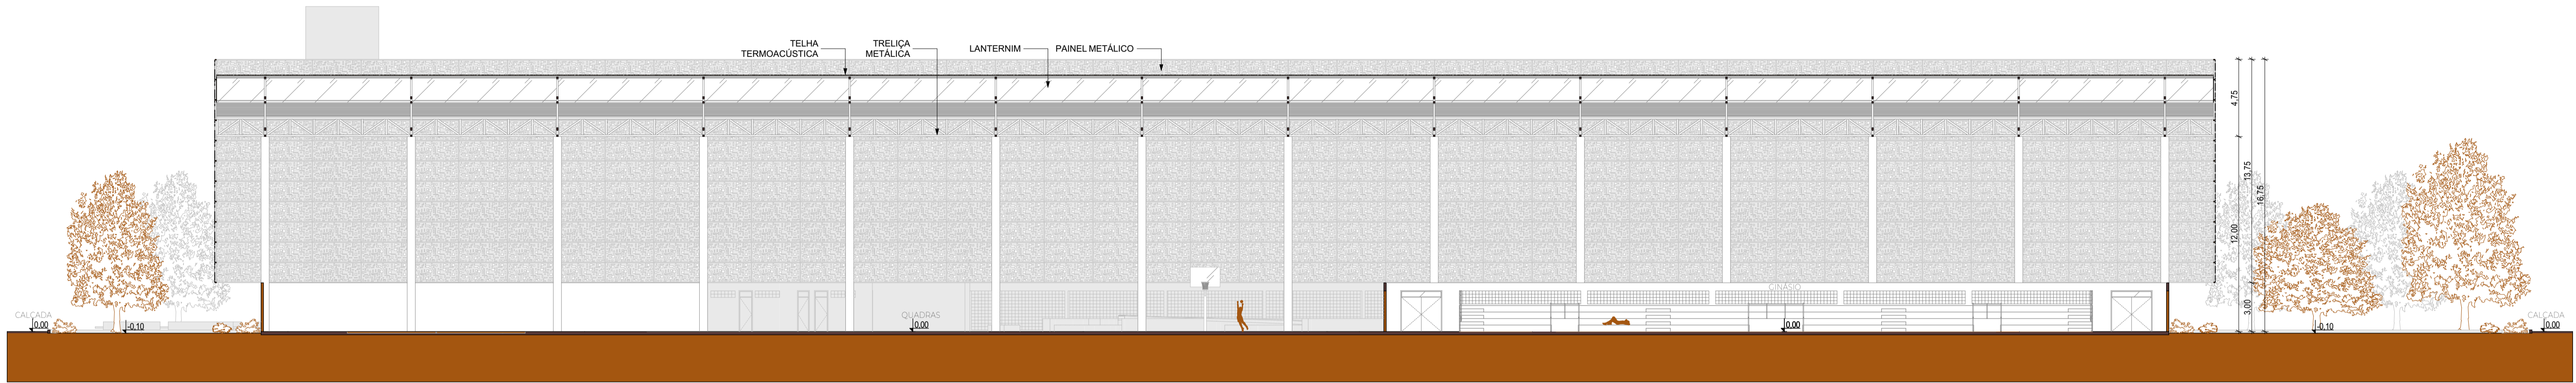 TELHA
TERMOACÚSTICA
TRELIÇA
METÁLICA
LANTERNIM
PAINEL METÁLICO
4,75
13,75
16,75
12,00
3,00
CALÇADA
0,00
-0,10
QUADRAS
0,00
GINÁSIO
0,00
-0,10
CALÇADA
0,00